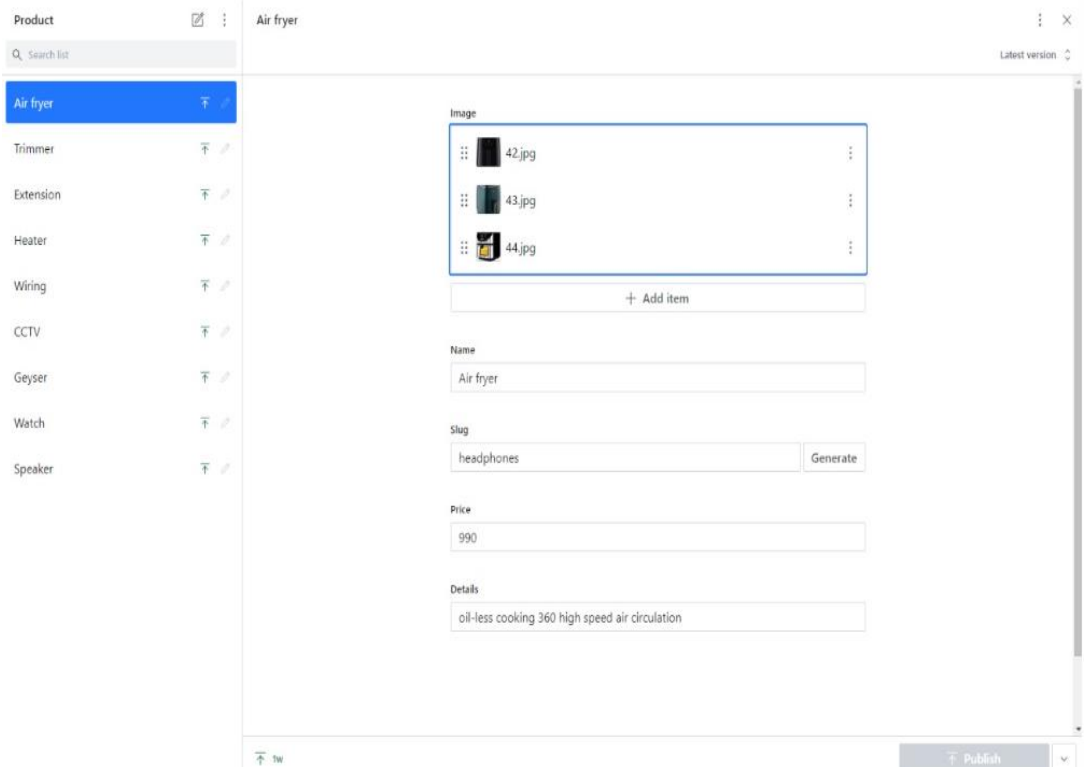 Product
Search list
Air fryer
Trimmer
Extension
Heater
Wiring
CCTV
Geyser
Watch
Speaker
Air fryer
Latest version
Image
42.jpg
43.jpg
44.jpg
Add item
Name
Air fryer
Slug
headphones Generate
Price
990
Details
oil-less cooking 360 high speed air circulation
1w
Publish